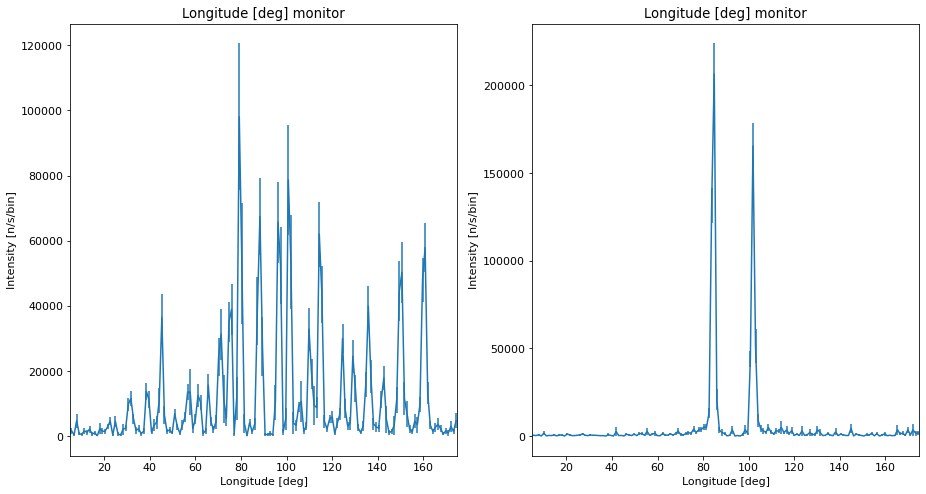 Longitude [deg] monitor
Intensity [n/s/bin]
120000
100000
80000
60000
40000
20000
0
20 40 60 80 100 120 140 160
Longitude [deg]
Longitude [deg] monitor
Intensity [n/s/bin]
200000
150000
100000
50000
0
20 40 60 80 100 120 140 160
Longitude [deg]